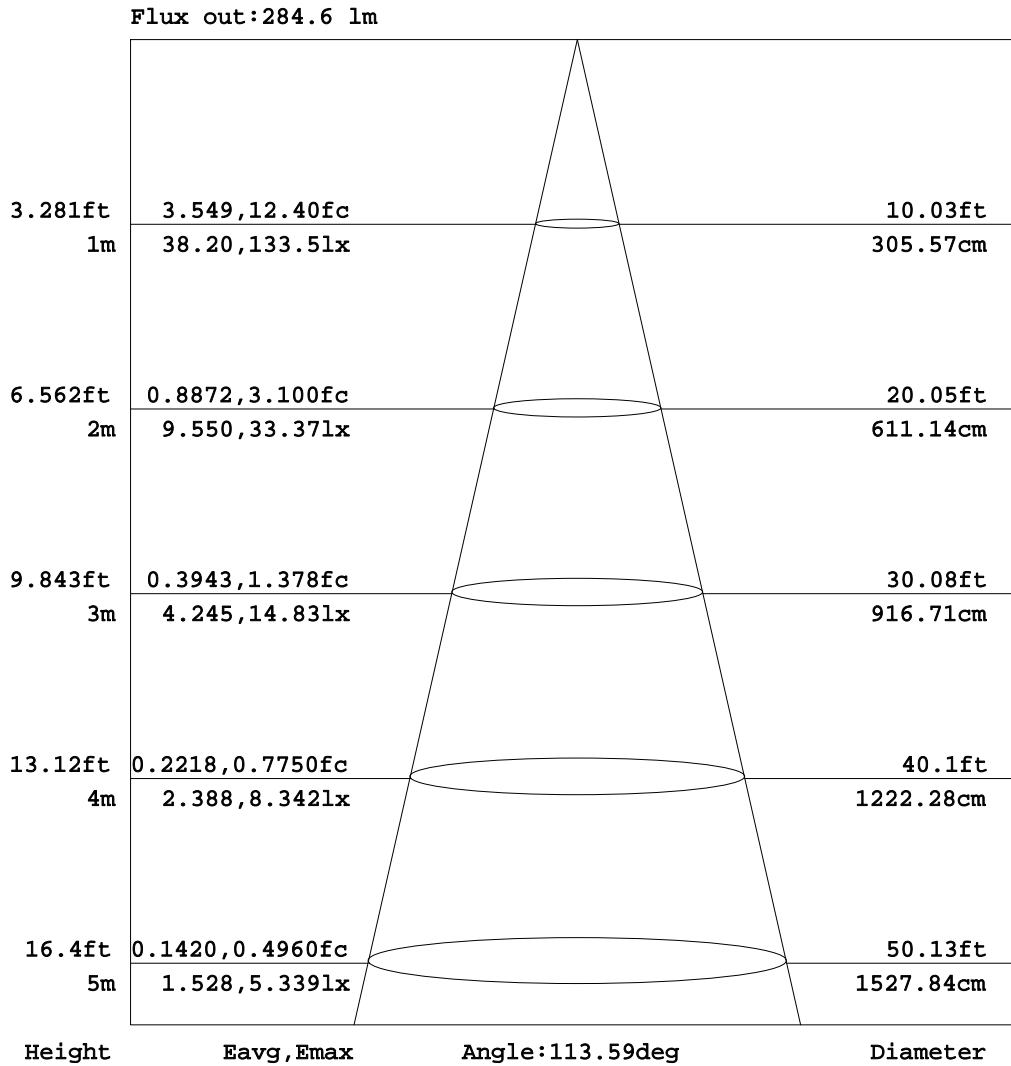 Flux out:284.6 lm
3.281ft 3.549,12.40fc 10.03ft
1m 38.20,133.5lx 305.57cm
6.562ft 0.8872,3.100fc 20.05ft
2m 9.550,33.37lx 611.14cm
9.843ft 0.3943,1.378fc 30.08ft
3m 4.245,14.83lx 916.71cm
13.12ft 0.2218,0.7750fc 40.1ft
4m 2.388,8.342lx 1222.28cm
16.4ft 0.1420,0.4960fc 50.13ft
5m 1.528,5.339lx 1527.84cm
Height Eavg,Emax Angle:113.59deg Diameter